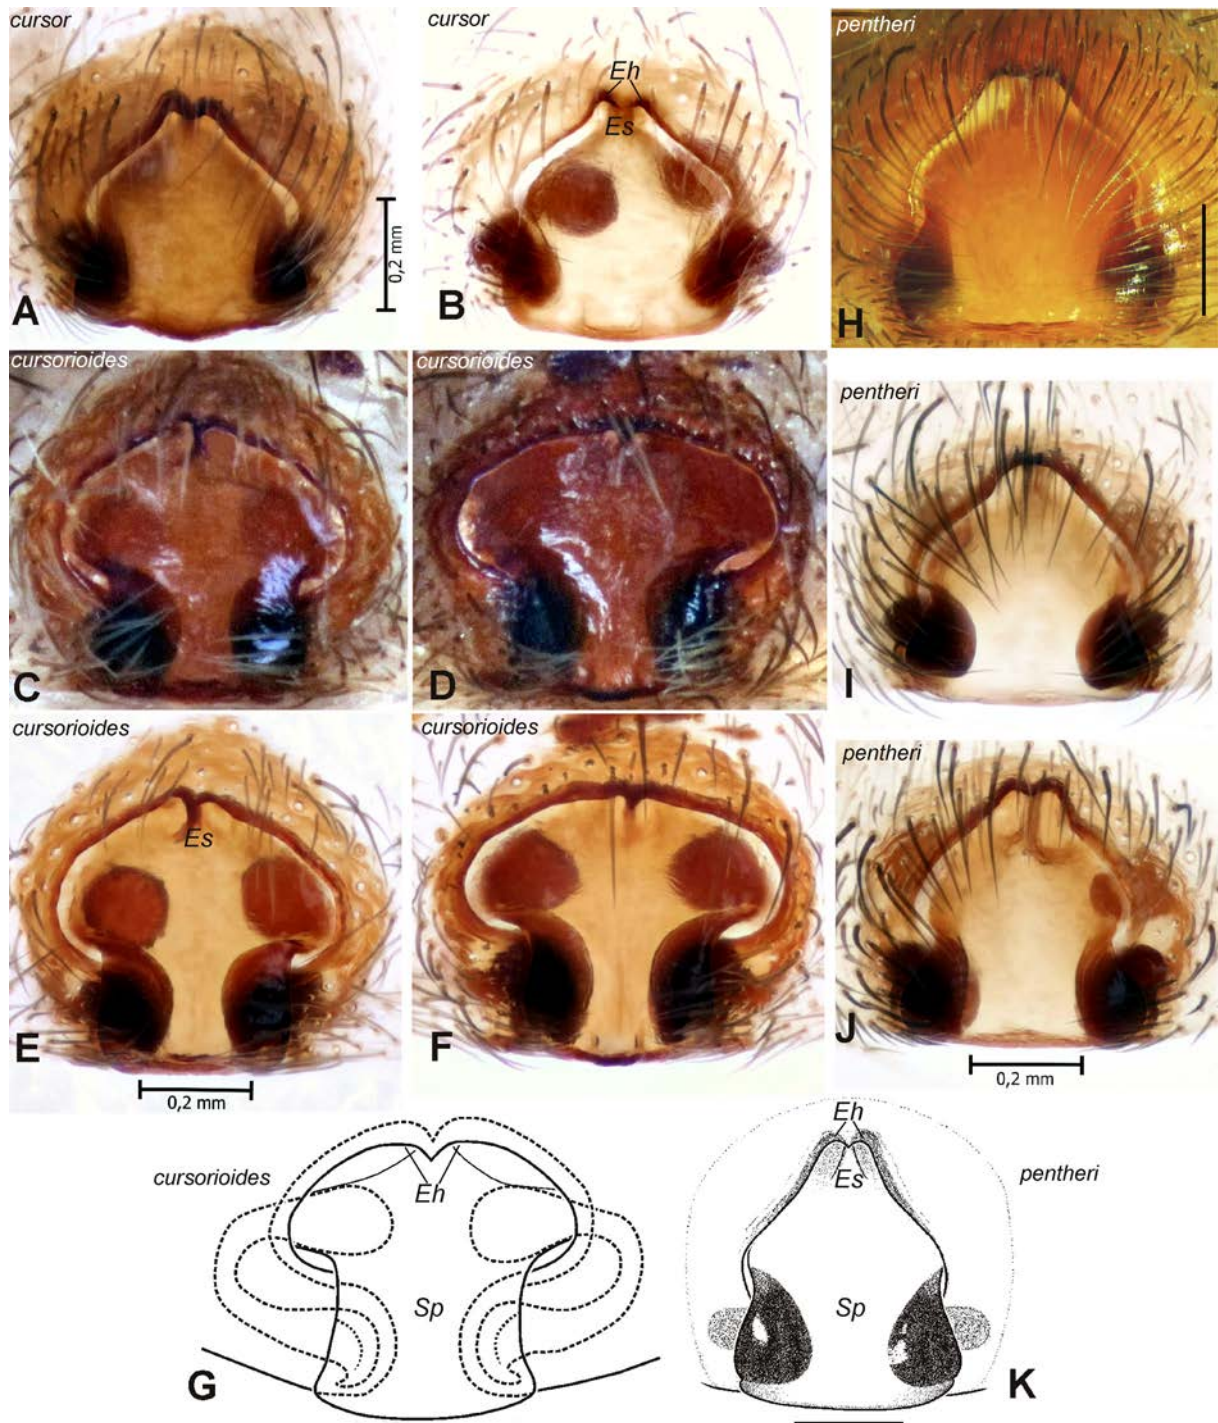 cursor
A
0,2 mm
cursor
Eh
Es
B
pentheri
H
cursorioides
C
cursorioides
D
pentheri
I
cursorioides
Es
E
0,2 mm
cursorioides
F
pentheri
J
0,2 mm
cursorioides
Eh
Sp
G
Eh
Es
pentheri
Sp
K